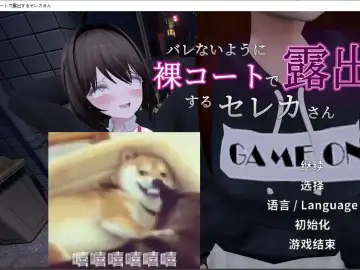 ートで露出するセレカさん
バレないように
裸コートで
露出
する
セレカさん
GAME ON
继续
选择
语言 / Language
初始化
游戏结束
嘻嘻嘻嘻嘻嘻